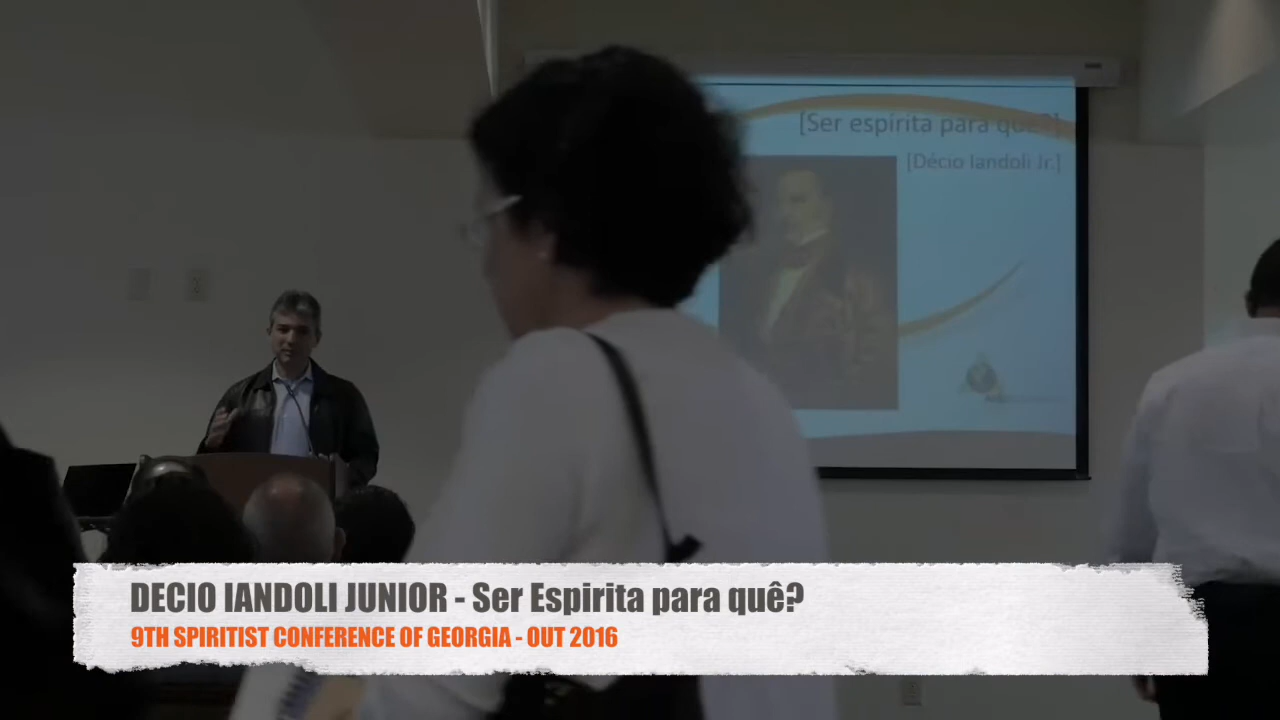 [Ser espírita para quê?]
[Décio Iandoli Jr.]
DECIO IANDOLI JUNIOR - Ser Espirita para quê?
9TH SPIRITIST CONFERENCE OF GEORGIA - OUT 2016